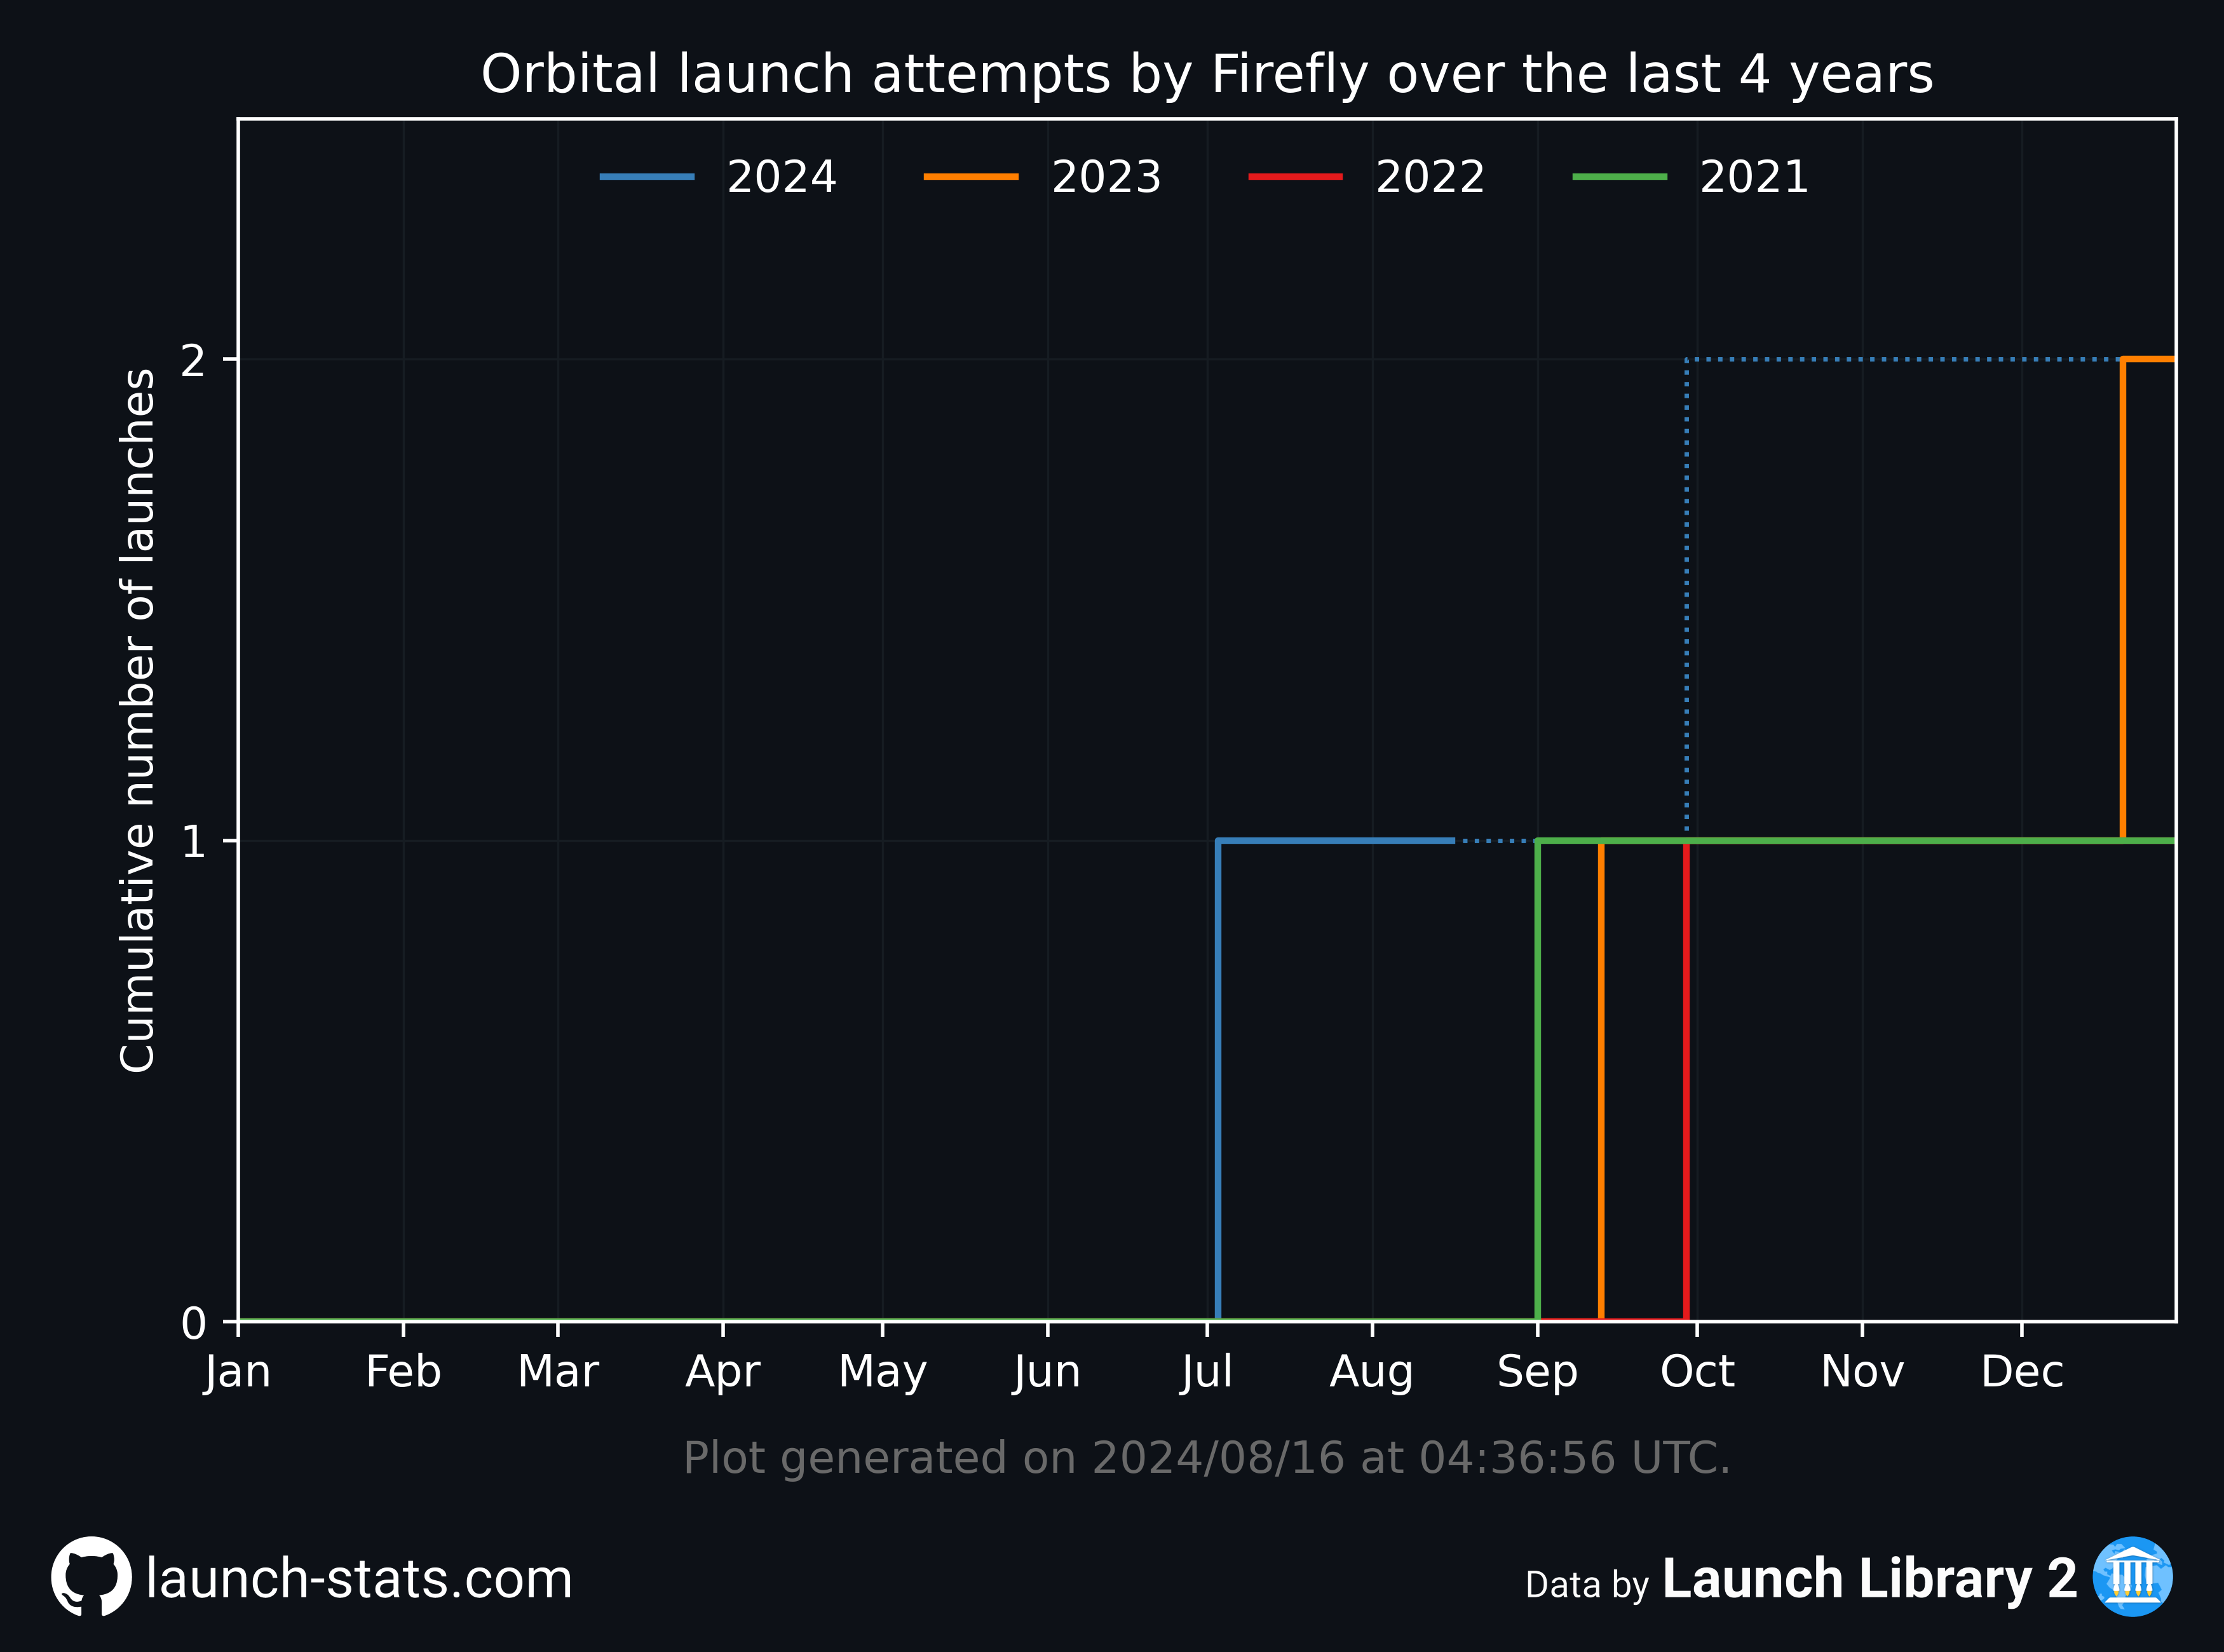 Orbital launch attempts by Firefly over the last 4 years
2024 2023 2022 2021
Cumulative number of launches
2
1
0
Jan Feb Mar Apr May Jun Jul Aug Sep Oct Nov Dec
Plot generated on 2024/08/16 at 04:36:56 UTC.
launch-stats.com
Data by Launch Library 2